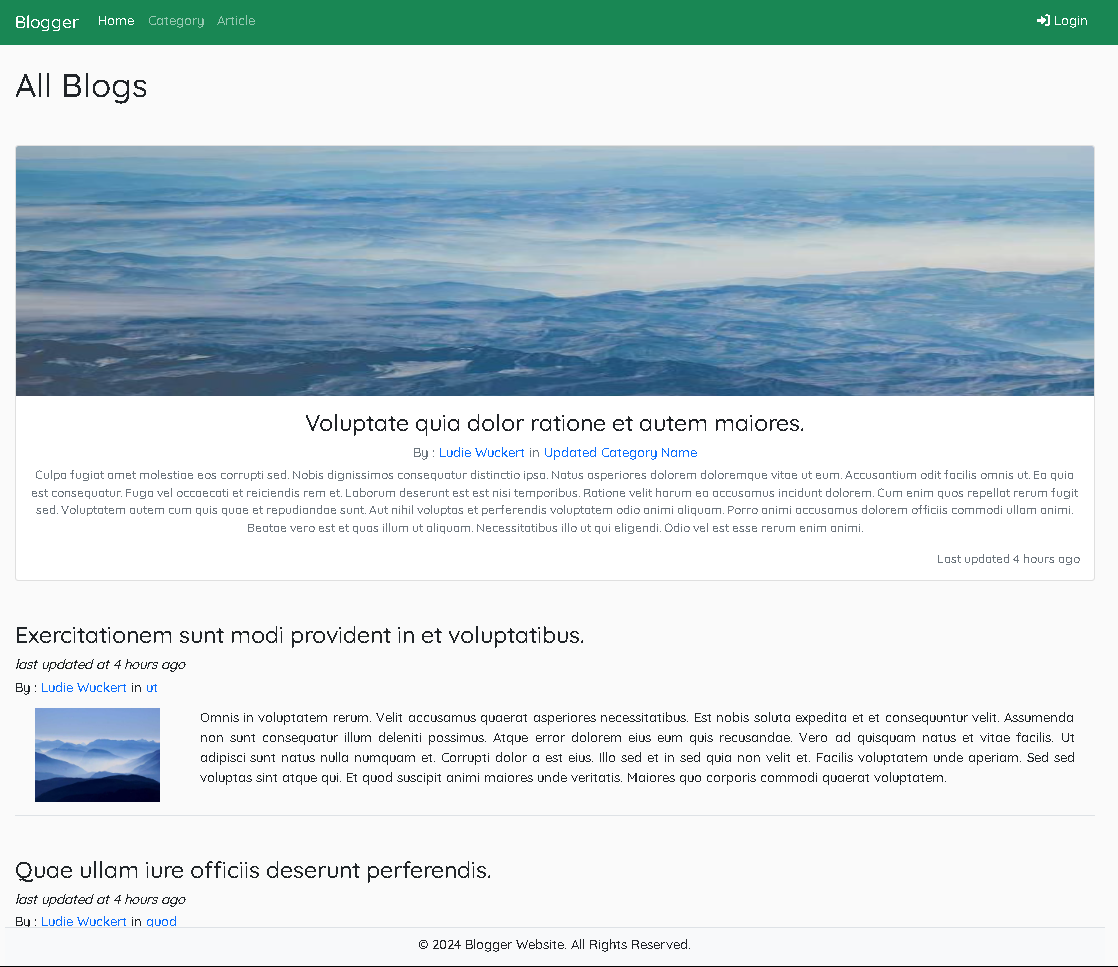 Blogger Home Category Article Login
All Blogs
Voluptate quia dolor ratione et autem maiores.
By : Ludie Wuckert in Updated Category Name
Culpa fugiat amet molestiae eos corrupti sed. Nobis dignissimos consequatur distinctio ipsa. Natus asperiores dolorem doloremque vitae ut eum. Accusantium odit facilis omnis ut. Ea quia
est consequatur. Fuga vel occaecati et reiciendis rem et. Laborum deserunt est est nisi temporibus. Ratione velit harum ea accusamus incidunt dolorem. Cum enim quos repellat rerum fugit
sed. Voluptatem autem cum quis quae et repudiandae sunt. Aut nihil voluptas et perferendis voluptatem odio animi aliquam. Porro animi accusamus dolorem officiis commodi ullam animi.
Beatae vero est et quas illum ut aliquam. Necessitatibus illo ut qui eligendi. Odio vel est esse rerum enim animi.
Last updated 4 hours ago
Exercitationem sunt modi provident in et voluptatibus.
last updated at 4 hours ago
By : Ludie Wuckert in ut
Omnis in voluptatem rerum. Velit accusamus quaerat asperiores necessitatibus. Est nobis soluta expedita et et consequuntur velit. Assumenda
non sunt consequatur illum deleniti possimus. Atque error dolorem eius eum quis recusandae. Vero ad quisquam natus et vitae facilis. Ut
adipisci sunt natus nulla numquam et. Corrupti dolor a est eius. Illo sed et in sed quia non velit et. Facilis voluptatem unde aperiam. Sed sed
voluptas sint atque qui. Et quod suscipit animi maiores unde veritatis. Maiores quo corporis commodi quaerat voluptatem.
Quae ullam iure officiis deserunt perferendis.
last updated at 4 hours ago
By : Ludie Wuckert in quod
© 2024 Blogger Website. All Rights Reserved.